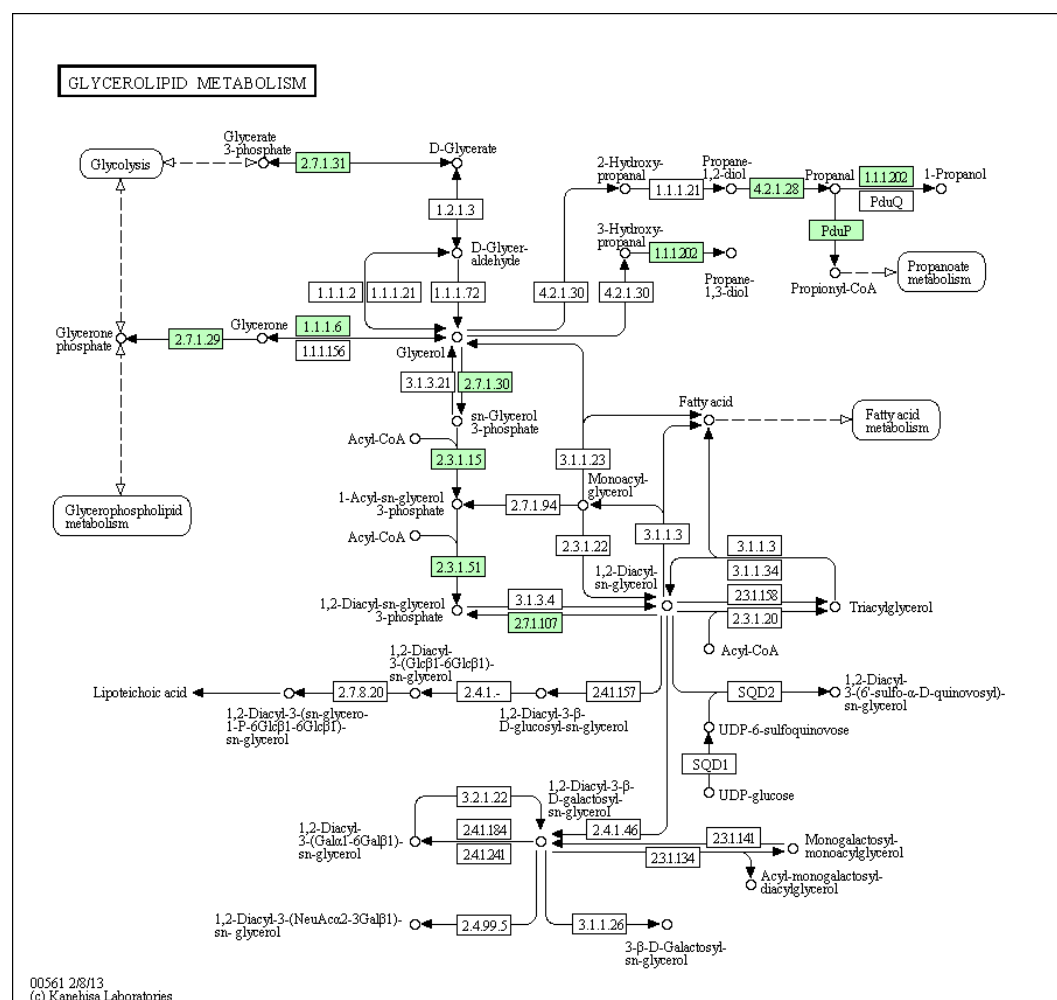 GLYCEROLIPID METABOLISM
Glycolysis
Glycerate
3-phosphate
2.7.1.31
D-Glycerate
1.2.1.3
D-Glycer-
aldehyde
1.1.1.2
1.1.1.21
1.1.1.72
2-Hydroxy-
propanal
1.1.1.21
Propane-
1,2-diol
4.2.1.28
Propanal
1.1.1.202
PduQ
1-Propanol
PduP
3-Hydroxy-
propanal
1.1.1.202
Propane-
1,3-diol
Propionyl-CoA
Propanoate
metabolism
4.2.1.30
4.2.1.30
Glycerone
phosphate
2.7.1.29
Glycerone
1.1.1.6
1.1.1.156
Glycerol
3.1.3.21
2.7.1.30
sn-Glycerol
3-phosphate
Acyl-CoA
2.3.1.15
Fatty acid
Fatty acid
metabolism
3.1.1.23
Monoacyl-
glycerol
Glycerophospholipid
metabolism
1-Acyl-sn-glycerol
3-phosphate
2.7.1.94
Acyl-CoA
2.3.1.22
3.1.1.3
3.1.1.3
3.1.1.34
2.3.1.51
1,2-Diacyl-
sn-glycerol
2.3.1.158
2.3.1.20
Triacylglycerol
1,2-Diacyl-sn-glycerol
3-phosphate
3.1.3.4
2.7.1.107
Acyl-CoA
Lipoteichoic acid
2.7.8.20
1,2-Diacyl-
3-(Glcβ1-6Glcβ1)-
sn-glycerol
2.4.1.-
2.4.1.157
1,2-Diacyl-3-(sn-glycero-
1-P-6Glcβ1-6Glcβ1)-
sn-glycerol
1,2-Diacyl-3-β-
D-glucosyl-sn-glycerol
SQD2
1,2-Diacyl-
3-(6'-sulfo-α-D-quinovosyl)-
sn-glycerol
UDP-6-sulfoquinovose
SQD1
UDP-glucose
3.2.1.22
1,2-Diacyl-3-β-
D-galactosyl-
sn-glycerol
1,2-Diacyl-
3-(Galα1-6Galβ1)-
sn-glycerol
2.4.1.184
2.4.1.241
2.4.1.46
2.3.1.141
2.3.1.134
Monogalactosyl-
monoacylglycerol
Acyl-monogalactosyl-
diacylglycerol
1,2-Diacyl-3-(NeuAcα2-3Galβ1)-
sn- glycerol
2.4.99.5
3.1.1.26
3-β-D-Galactosyl-
sn-glycerol
00561 2/8/13
(c) Kanehisa Laboratories